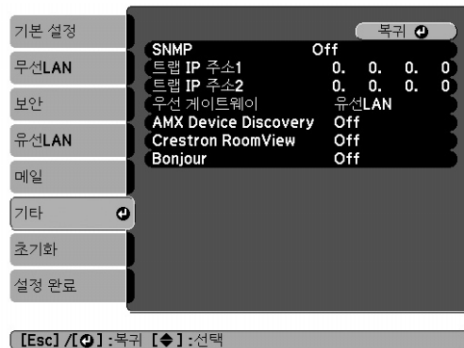 기본 설정
무선LAN
보안
유선LAN
메일
기타
초기화
설정 완료
복귀
SNMP Off
트랩 IP 주소1 0. 0. 0. 0
트랩 IP 주소2 0. 0. 0. 0
우선 게이트웨이 유선LAN
AMX Device Discovery Off
Crestron RoomView Off
Bonjour Off
[Esc] /[ ] :복귀 [ ] :선택